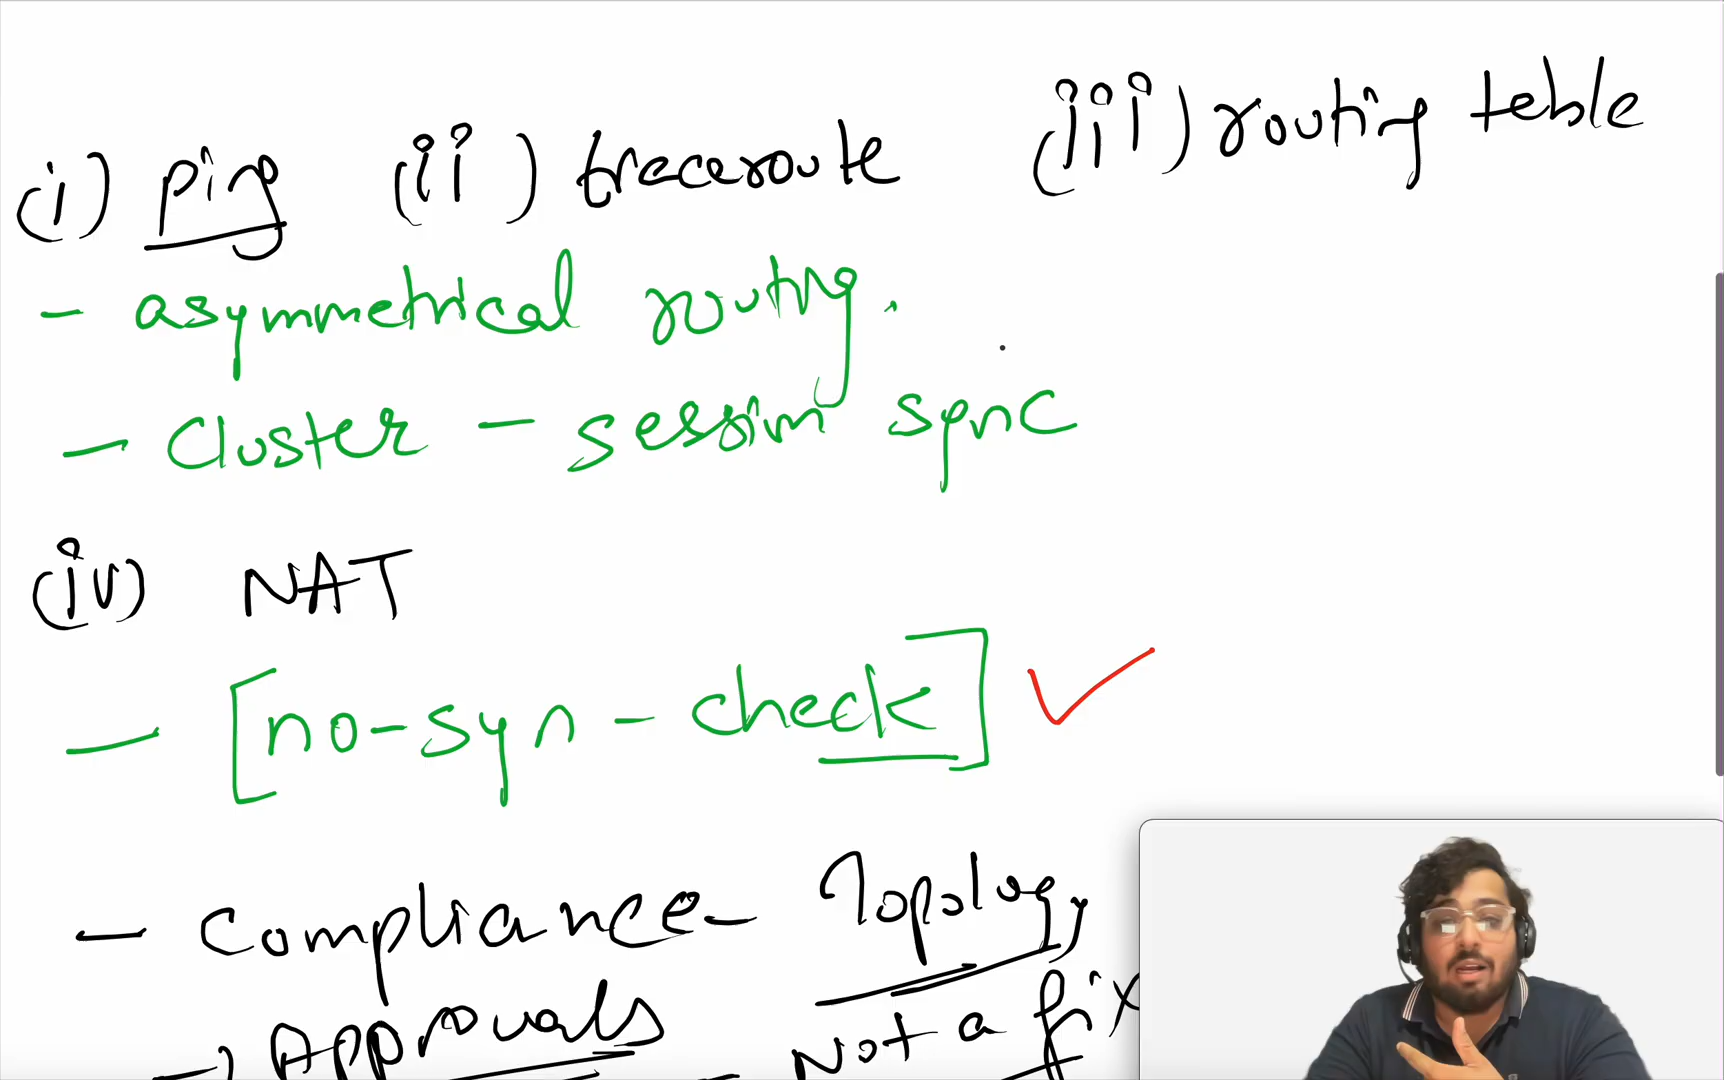 (i) ping (ii) traceroute (iii) routing teble
- asymmetrical routing.
- Cluster - session sync
(iv) NAT
- [no-syn-check] ✓
- Compliance - Topology
→ Approvals - Not a fix